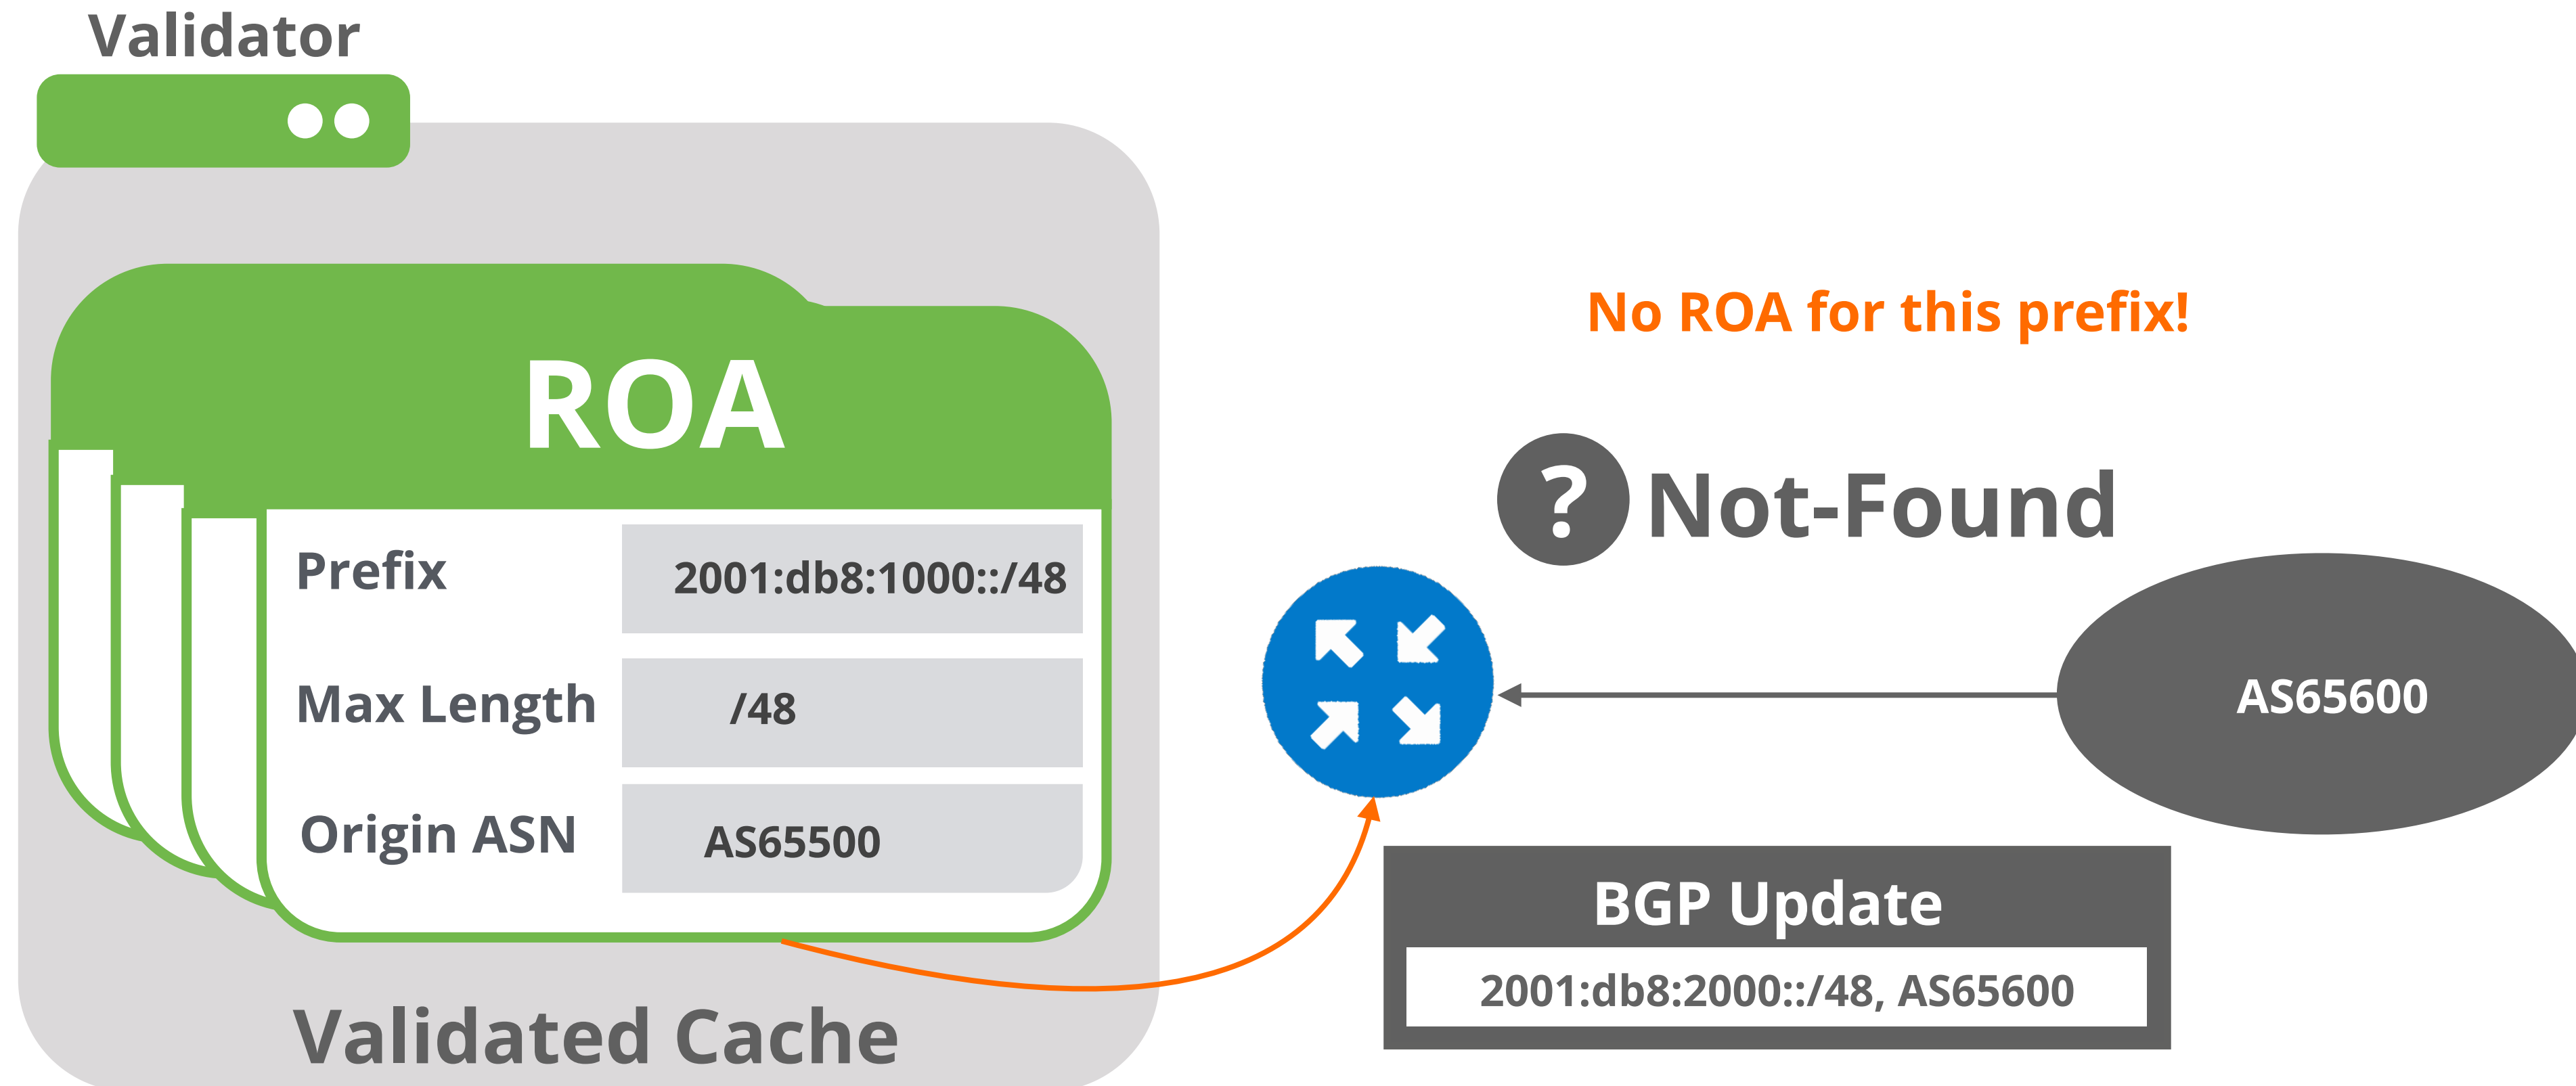 Validator
ROA
Prefix 2001:db8:1000::/48
Max Length /48
Origin ASN AS65500
Validated Cache
No ROA for this prefix!
? Not-Found
AS65600
BGP Update
2001:db8:2000::/48, AS65600